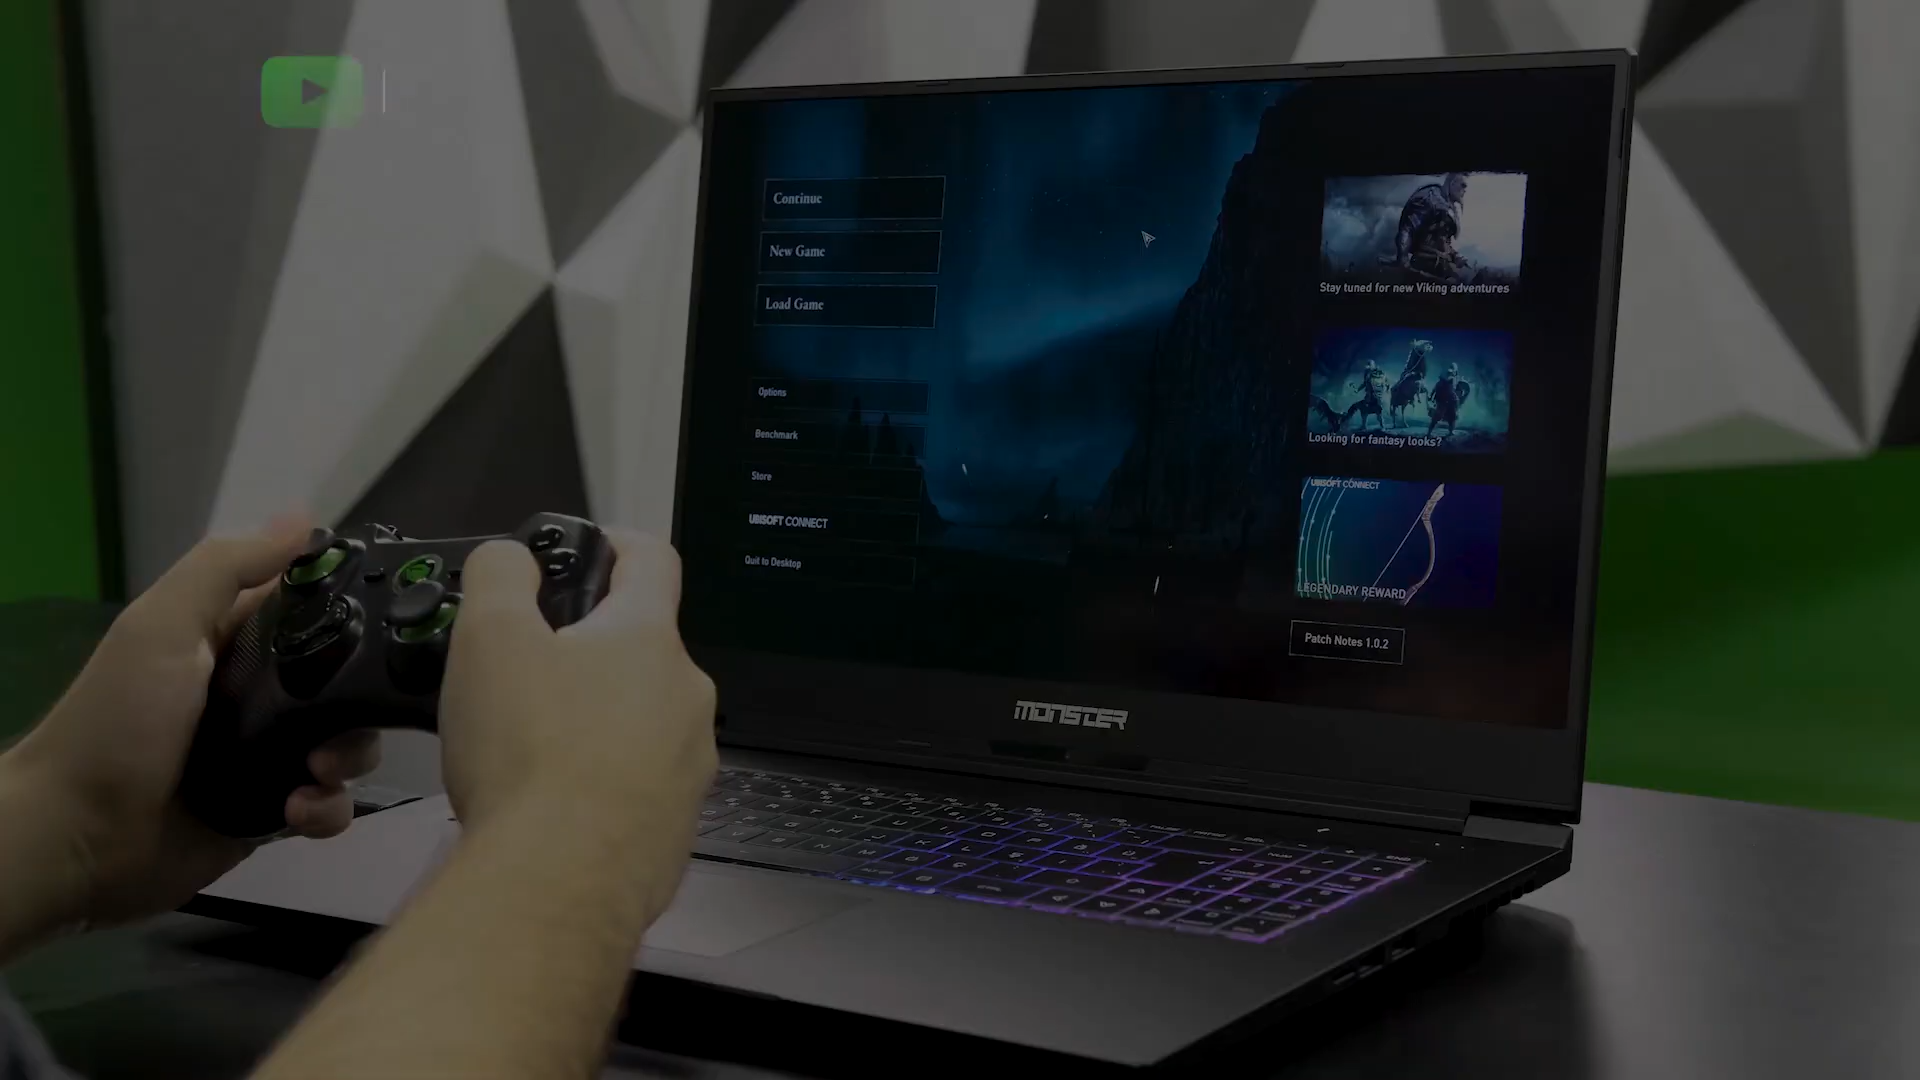 Continue
New Game
Load Game
Options
Benchmark
Store
UBISOFT CONNECT
Quit to Desktop
Stay tuned for new Viking adventures
Looking for fantasy looks?
UBISOFT CONNECT
LEGENDARY REWARD
Patch Notes 1.0.2
MONSTER